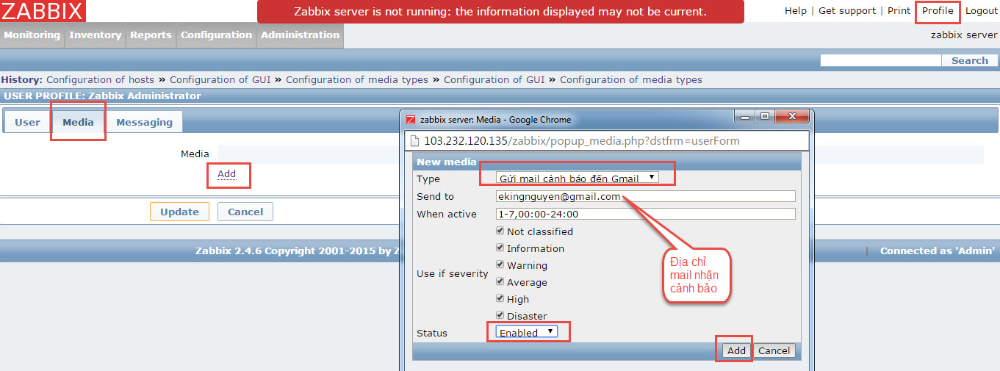 ZABBIX
Zabbix server is not running: the information displayed may not be current.
Help | Get support | Print | Profile | Logout
Monitoring Inventory Reports Configuration Administration
zabbix server
Search
History: Configuration of hosts » Configuration of GUI » Configuration of media types » Configuration of GUI » Configuration of media types
USER PROFILE: Zabbix Administrator
User Media Messaging
Media
Add
Update Cancel
Zabbix 2.4.6 Copyright 2001-2015 by Z
| Connected as 'Admin'
Z zabbix server: Media - Google Chrome
103.232.120.135/zabbix/popup_media.php?dstfrm=userForm
New media
Type Gửi mail cảnh báo đến Gmail
Send to ekingnguyen@gmail.com
When active 1-7,00:00-24:00
Use if severity
Not classified
Information
Warning
Average
High
Disaster
Status Enabled
Add Cancel
Địa chỉ
mail nhận
cảnh bảo